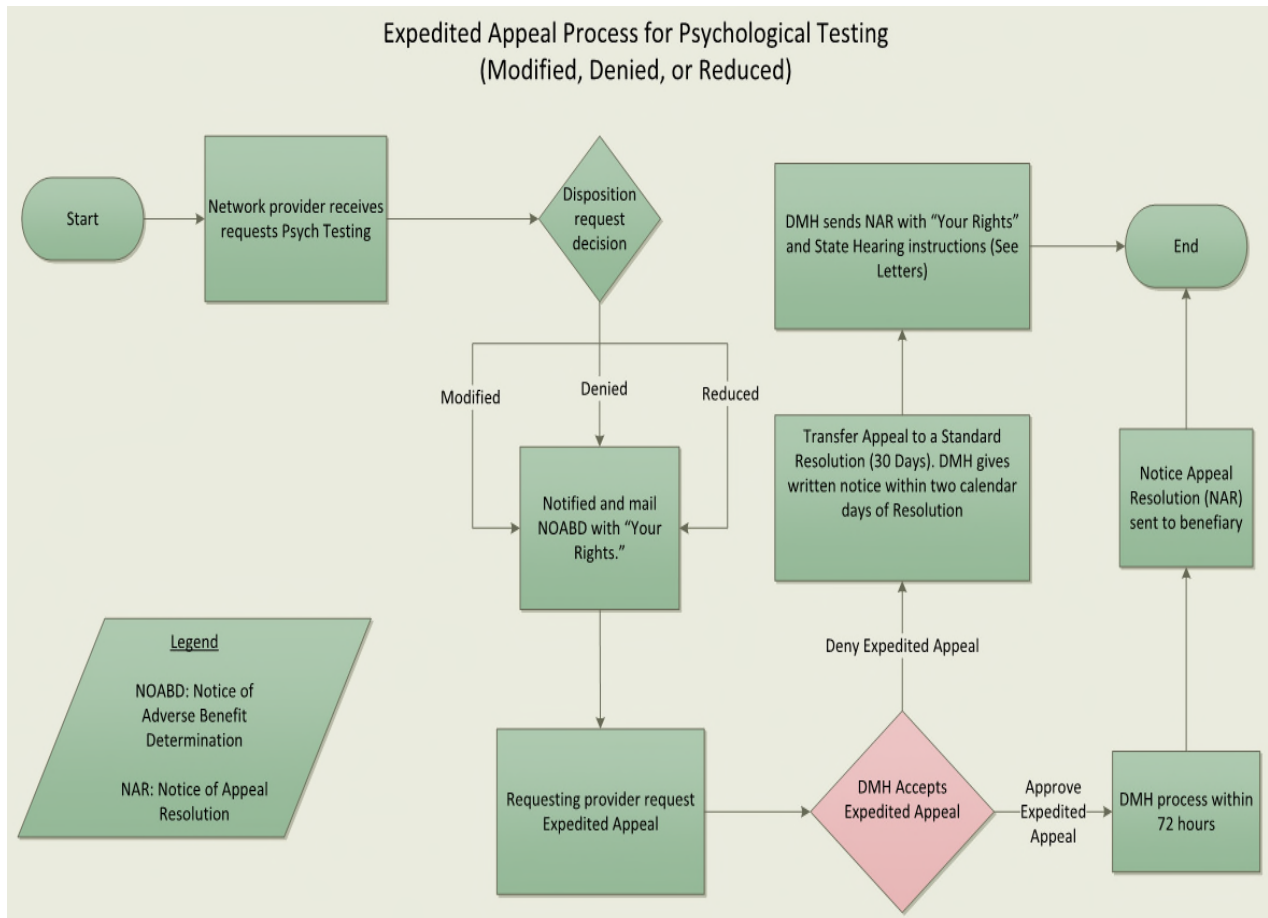 Expedited Appeal Process for Psychological Testing
(Modified, Denied, or Reduced)
Start
Network provider receives
requests Psych Testing
Disposition
request
decision
Modified
Denied
Reduced
Notified and mail
NOABD with “Your
Rights.”
Requesting provider request
Expedited Appeal
DMH Accepts
Expedited Appeal
Deny Expedited Appeal
Transfer Appeal to a Standard
Resolution (30 Days). DMH gives
written notice within two calendar
days of Resolution
DMH sends NAR with “Your Rights”
and State Hearing instructions (See
Letters)
Approve
Expedited
Appeal
DMH process within
72 hours
Notice Appeal
Resolution (NAR)
sent to benefiary
End
Legend
NOABD: Notice of
Adverse Benefit
Determination
NAR: Notice of Appeal
Resolution